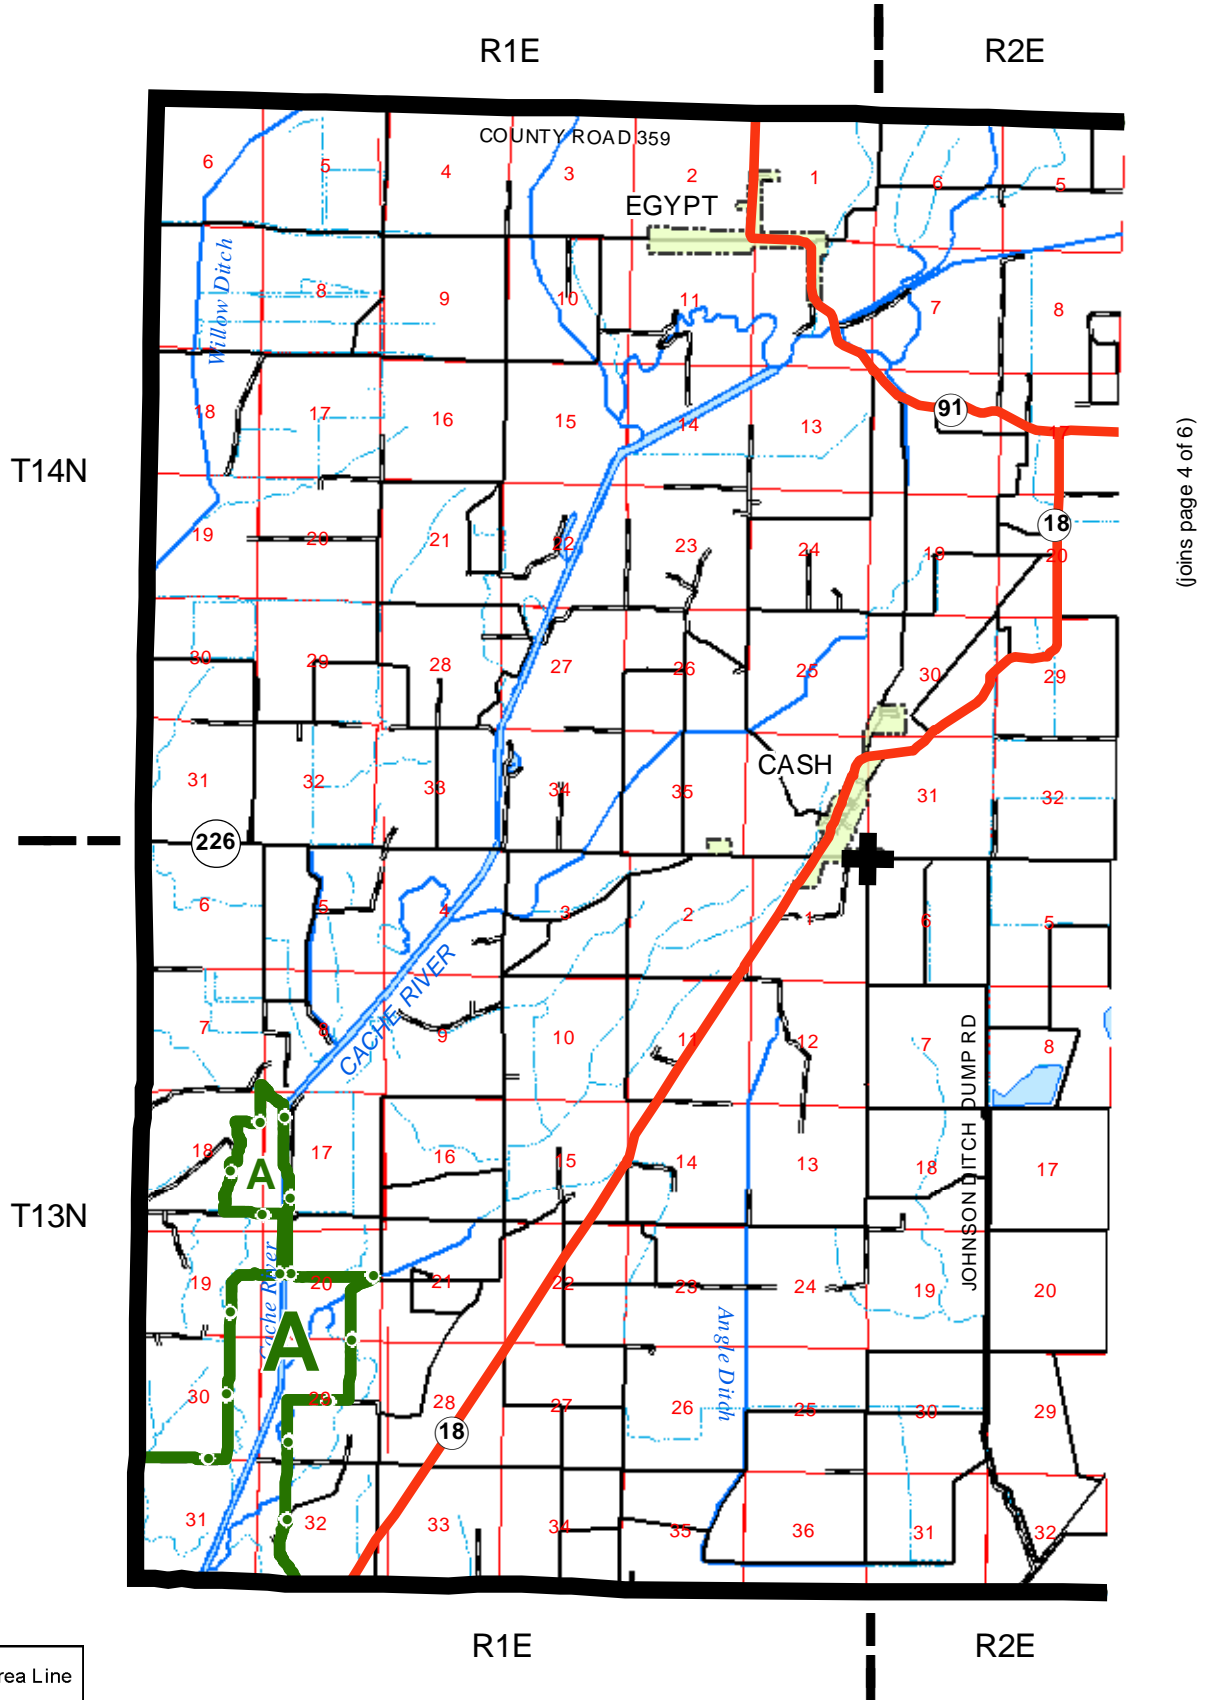 R1E R2E
COUNTY ROAD 359
6 5 4 3 2 1 6 5
EGYPT
Willow Ditch
8 9 10 11 7 8
18 17 16 15 14 13 91 17
T14N
(joins page 4 of 6)
18
19 20 21 22 23 24 19 20
30 29 28 27 26 25 30 29
CASH
31 32 33 34 35 31 32
226
6 5 4 3 2 1 6 5
CACHE RIVER
7 8 9 10 11 12 7 8
JOHNSON DITCH DUMP RD
18 17 16 15 14 13 18 17
A
T13N
19 20 21 22 23 24 19 20
Cache River
A
Angle Ditch
30 29 28 27 26 25 30 29
18
31 32 33 34 35 36 31 32
R1E R2E
rea Line